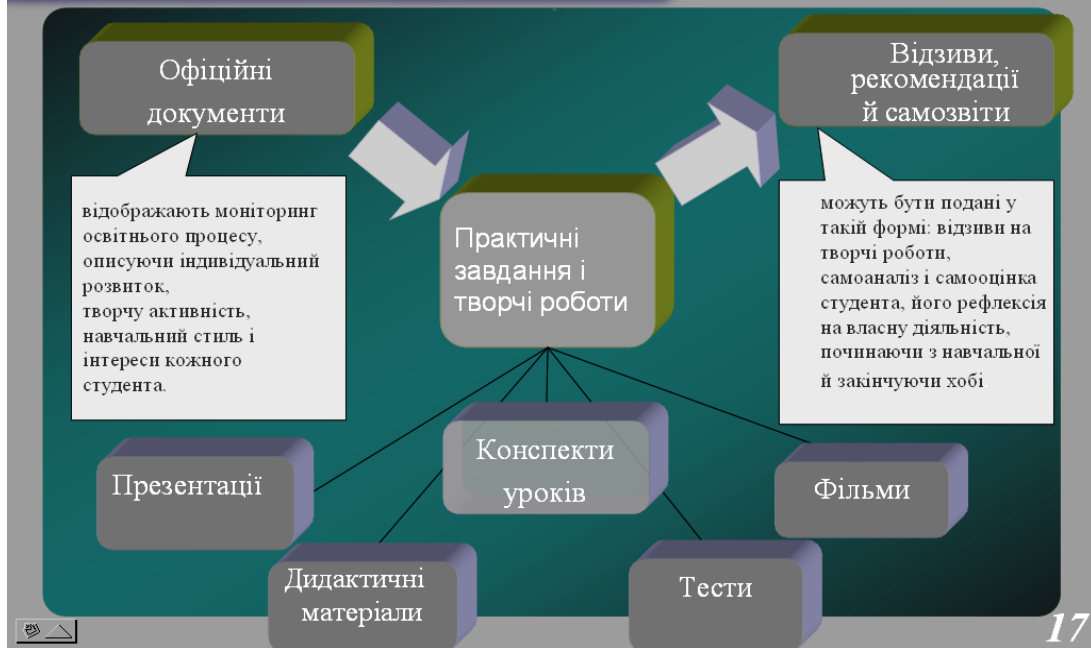 Офіційні
документи
Відзиви,
рекомендації
й самозвіти
відображають моніторинг
освітнього процесу,
описуючи індивідуальний
розвиток,
творчу активність,
навчальний стиль і
інтереси кожного
студента.
Практичні
завдання і
творчі роботи
можуть бути подані у
такій формі: відзиви на
творчі роботи,
самоаналіз і самооцінка
студента, його рефлексія
на власну діяльність,
починаючи з навчальної
й закінчуючи хобі
Презентації
Конспекти
уроків
Фільми
Дидактичні
матеріали
Тести
17